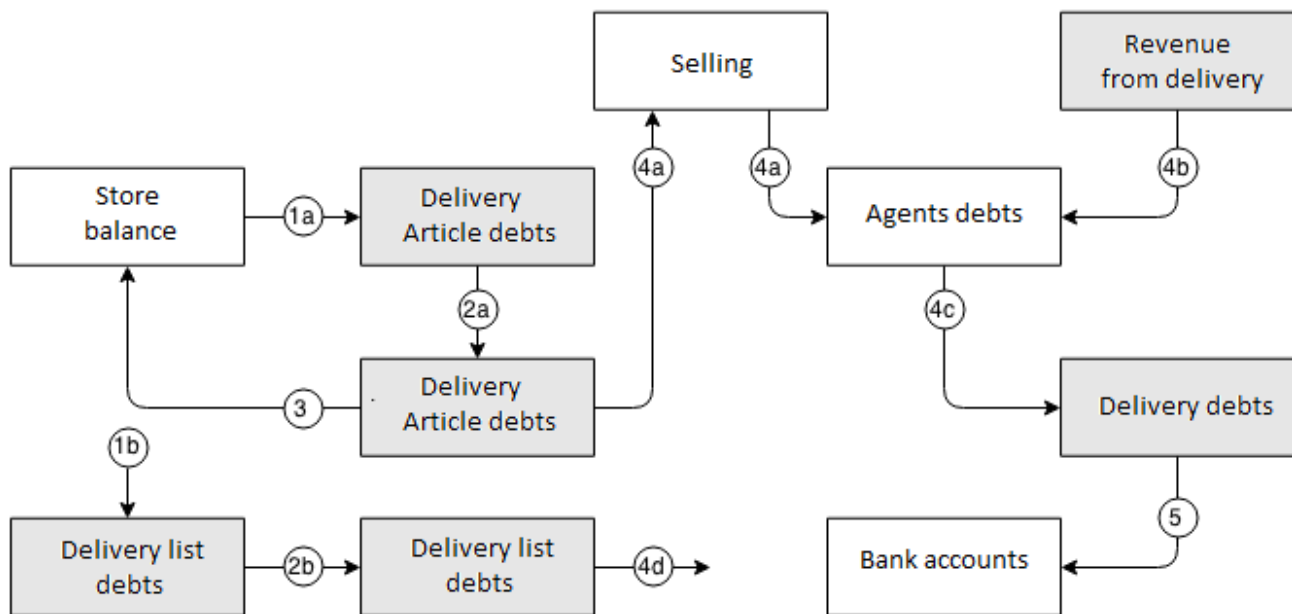 Selling
Revenue
from delivery
4a
4a
4b
Store
balance
1a
Delivery
Article debts
Agents debts
2a
4c
3
Delivery
Article debts
Delivery debts
1b
5
Delivery list
debts
2b
Delivery list
debts
4d
Bank accounts